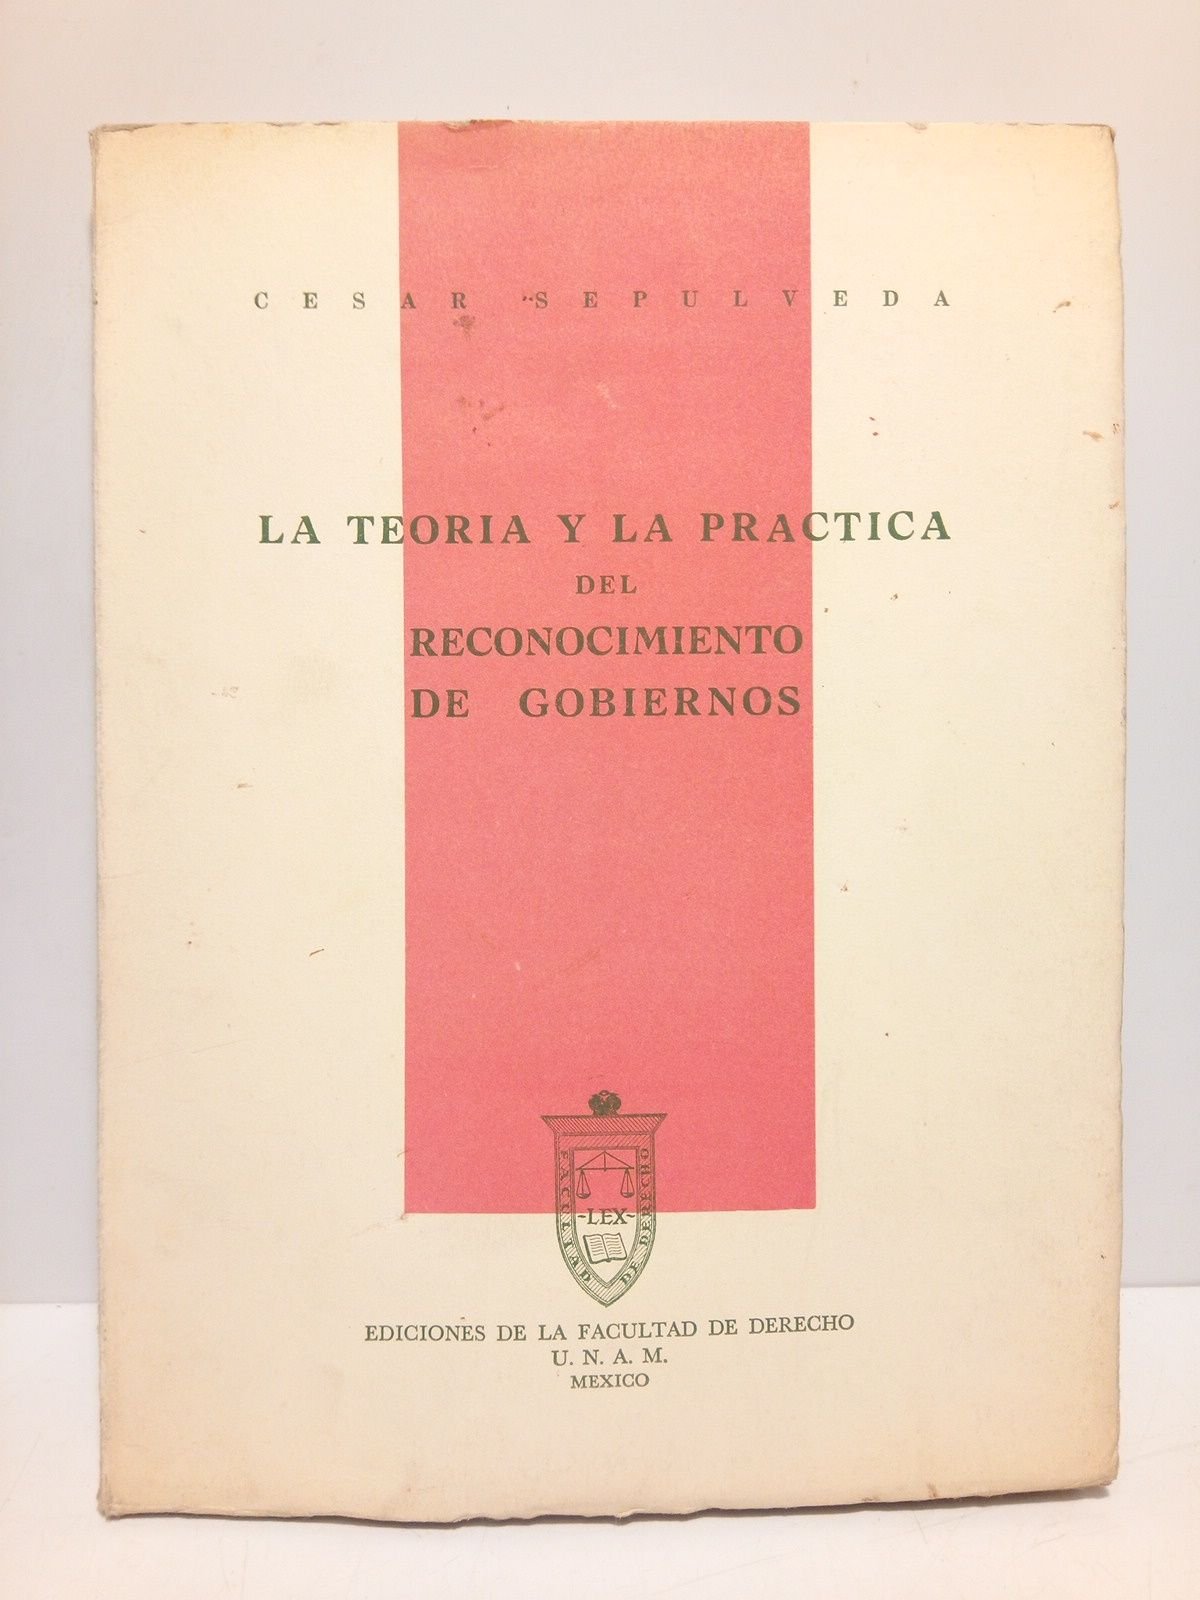 CESAR SEPULVEDA
LA TEORIA Y LA PRACTICA
DEL
RECONOCIMIENTO
DE GOBIERNOS
FACULTAD DE DERECHO
-LEX-
EDICIONES DE LA FACULTAD DE DERECHO
U. N. A. M.
MEXICO